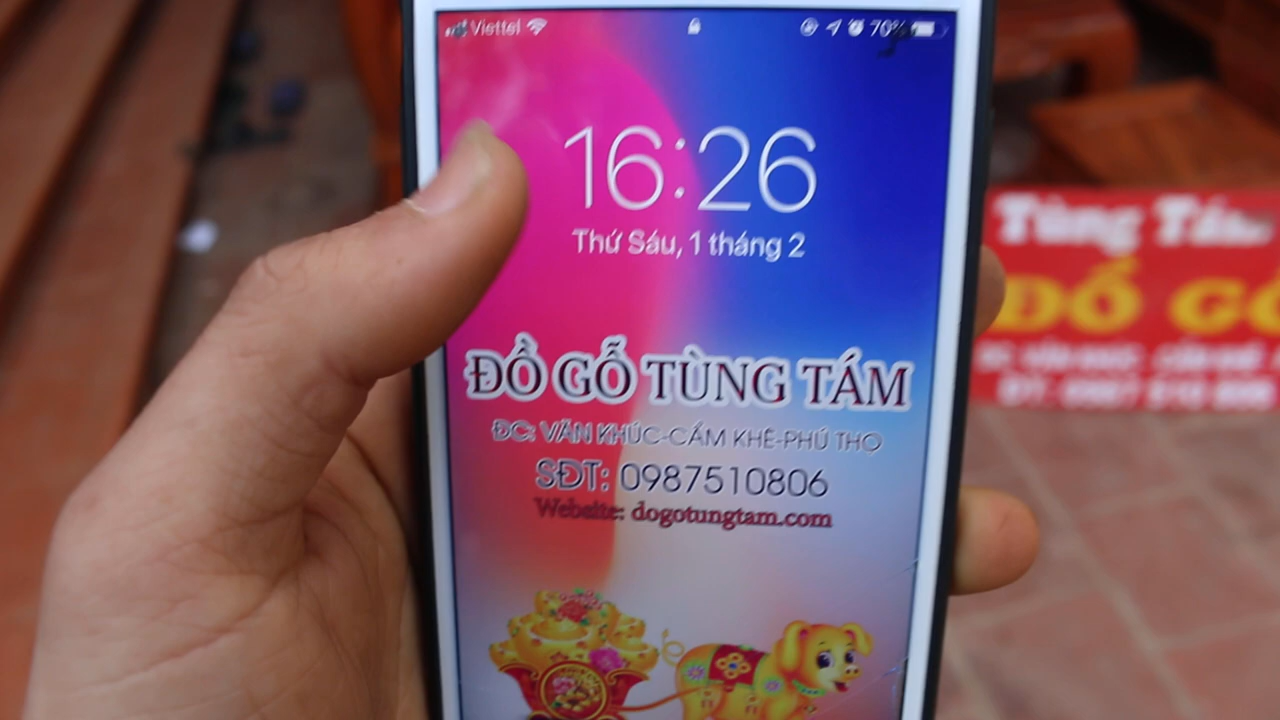 Viettel
70%
16:26
Thứ Sáu, 1 tháng 2
ĐỒ GỖ TÙNG TÁM
ĐC: VĂN KHÚC-CẨM KHÊ-PHÚ THỌ
SĐT: 0987510806
Website: dogotungtam.com
Tùng Tám
ĐỒ GỖ